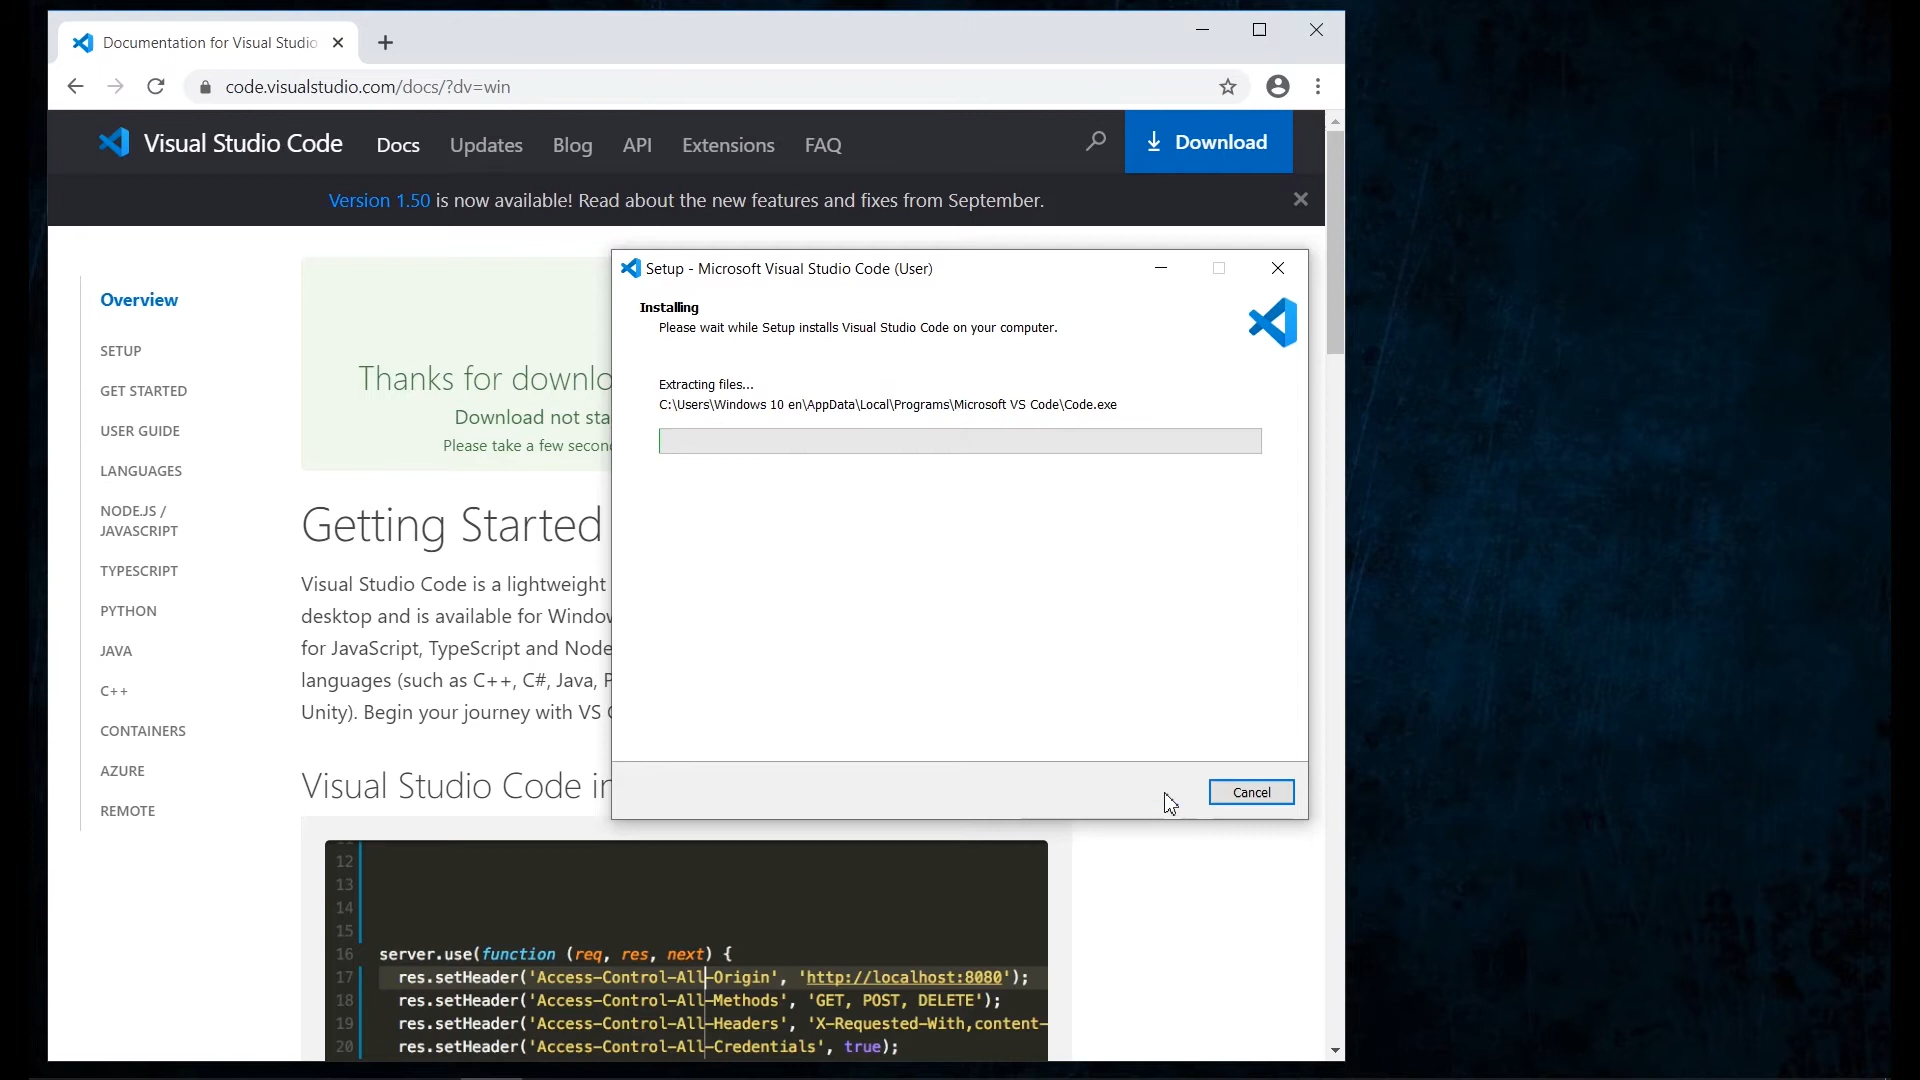 Documentation for Visual Studio
code.visualstudio.com/docs/?dv=win
Visual Studio Code
Docs
Updates
Blog
API
Extensions
FAQ
Download
Version 1.50 is now available! Read about the new features and fixes from September.
Overview
SETUP
GET STARTED
USER GUIDE
LANGUAGES
NODE.JS /
JAVASCRIPT
TYPESCRIPT
PYTHON
JAVA
C++
CONTAINERS
AZURE
REMOTE
Thanks for downlo
Download not sta
Please take a few secon
Getting Started
Visual Studio Code is a lightweight
desktop and is available for Window
for JavaScript, TypeScript and Node
languages (such as C++, C#, Java, P
Unity). Begin your journey with VS C
Visual Studio Code in
Setup - Microsoft Visual Studio Code (User)
Installing
Please wait while Setup installs Visual Studio Code on your computer.
Extracting files...
C:\Users\Windows 10 en\AppData\Local\Programs\Microsoft VS Code\Code.exe
Cancel
12
13
14
15
16 server.use(function (req, res, next) {
17 res.setHeader('Access-Control-All-Origin', 'http://localhost:8080');
18 res.setHeader('Access-Control-All-Methods', 'GET, POST, DELETE');
19 res.setHeader('Access-Control-All-Headers', 'X-Requested-With,content-
20 res.setHeader('Access-Control-All-Credentials', true);